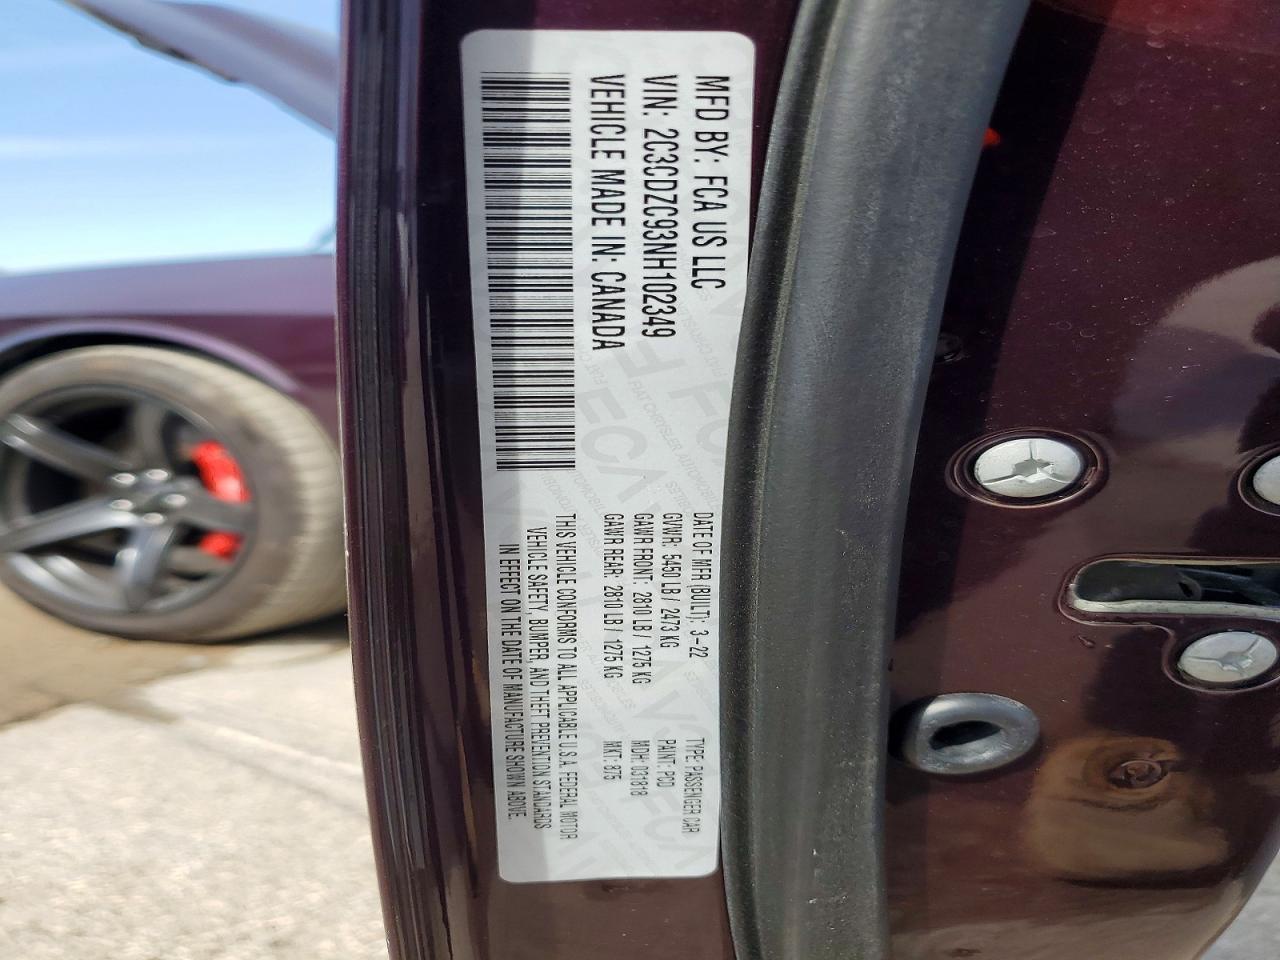 MFD BY: FCA US LLC
VIN: 2C3CDZC93NH102349
VEHICLE MADE IN: CANADA
DATE OF MFR (BUILT): 3-22
GVWR: 5450 LB / 2473 KG
GAWR FRONT: 2810 LB / 1275 KG
GAWR REAR: 2810 LB / 1275 KG
THIS VEHICLE CONFORMS TO ALL APPLICABLE U.S.A. FEDERAL MOTOR
VEHICLE SAFETY, BUMPER, AND THEFT PREVENTION STANDARDS
IN EFFECT ON THE DATE OF MANUFACTURE SHOWN ABOVE.
TYPE: PASSENGER CAR
PAINT: PCD
MDH: 031818
MKT: 875